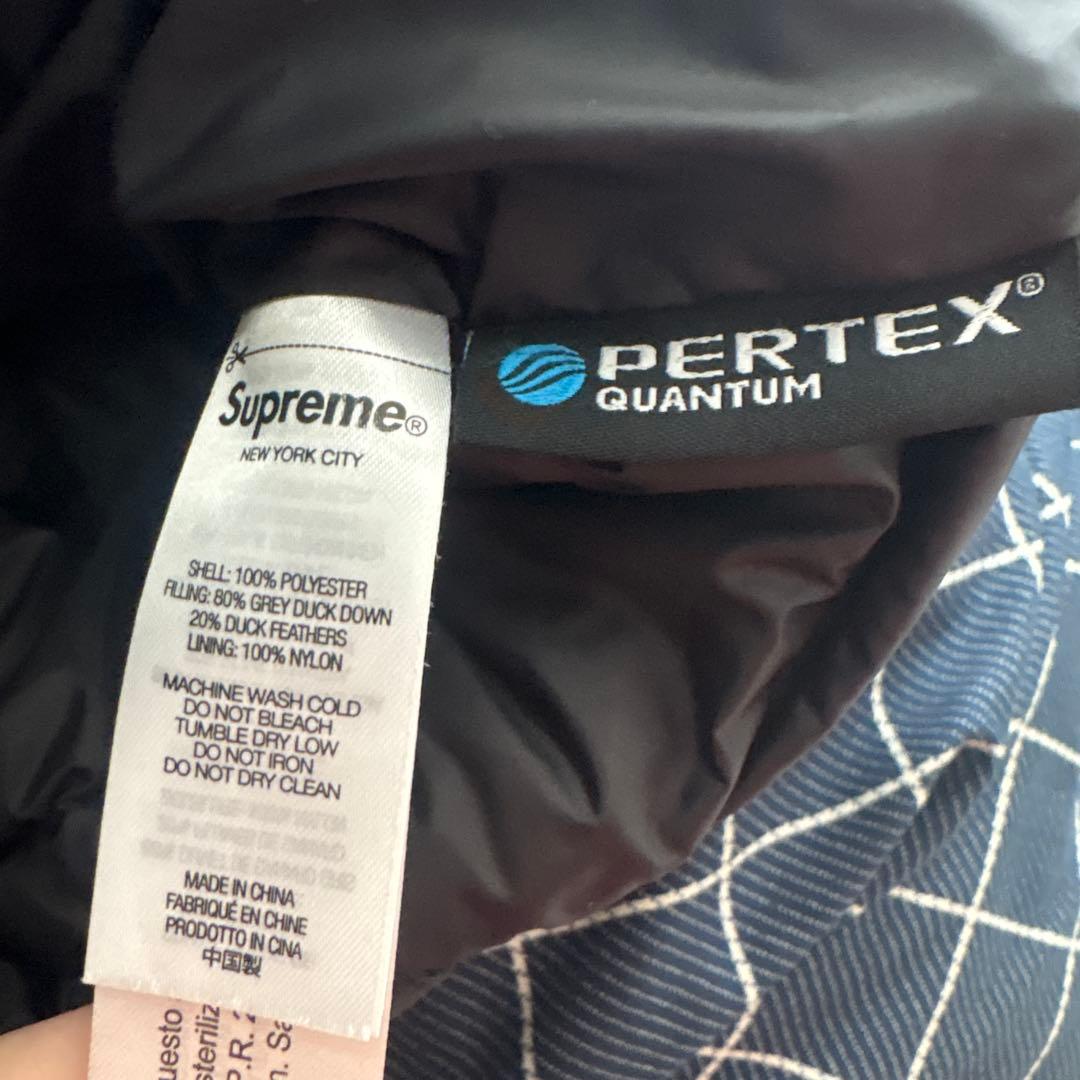 PERTEX®
QUANTUM
Supreme®
NEW YORK CITY
SHELL: 100% POLYESTER
FILLING: 80% GREY DUCK DOWN
20% DUCK FEATHERS
LINING: 100% NYLON
MACHINE WASH COLD
DO NOT BLEACH
TUMBLE DRY LOW
DO NOT IRON
DO NOT DRY CLEAN
MADE IN CHINA
FABRIQUÉ EN CHINE
PRODOTTO IN CINA
中国製